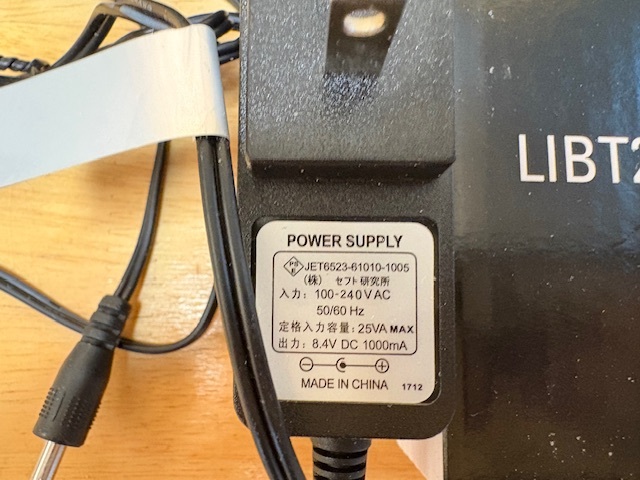 LIBT2
POWER SUPPLY
PS E JET6523-61010-1005
(株) セフト研究所
入力: 100-240VAC
50/60 Hz
定格入力容量: 25VA MAX
出力: 8.4V DC 1000mA
MADE IN CHINA 1712